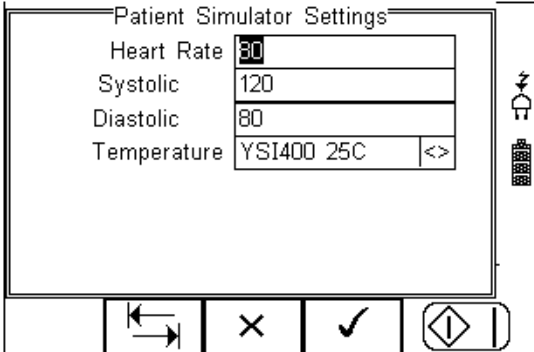 Patient Simulator Settings
Heart Rate 80
Systolic 120
Diastolic 80
Temperature YSI400 25C <>